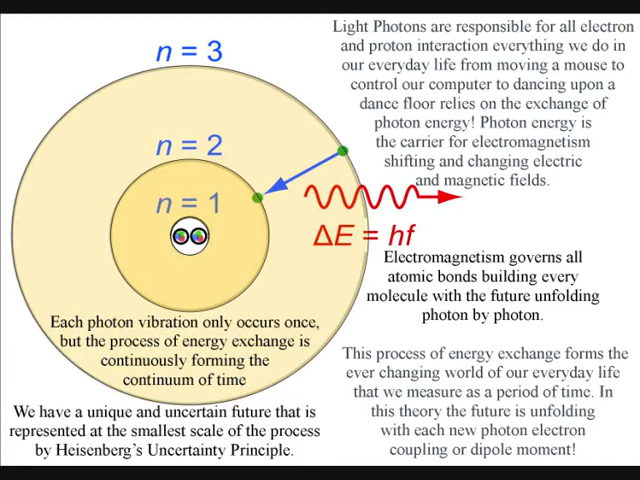 Light Photons are responsible for all electron
and proton interaction everything we do in
our everyday life from moving a mouse to
control our computer to dancing upon a
dance floor relies on the exchange of
photon energy! Photon energy is
the carrier for electromagnetism
shifting and changing electric
and magnetic fields.
n = 3
n = 2
n = 1
ΔE = hf
Electromagnetism governs all
atomic bonds building every
molecule with the future unfolding
photon by photon.
Each photon vibration only occurs once,
but the process of energy exchange is
continuously forming the
continuum of time
This process of energy exchange forms the
ever changing world of our everyday life
that we measure as a period of time. In
this theory the future is unfolding
with each new photon electron
coupling or dipole moment!
We have a unique and uncertain future that is
represented at the smallest scale of the process
by Heisenberg's Uncertainty Principle.